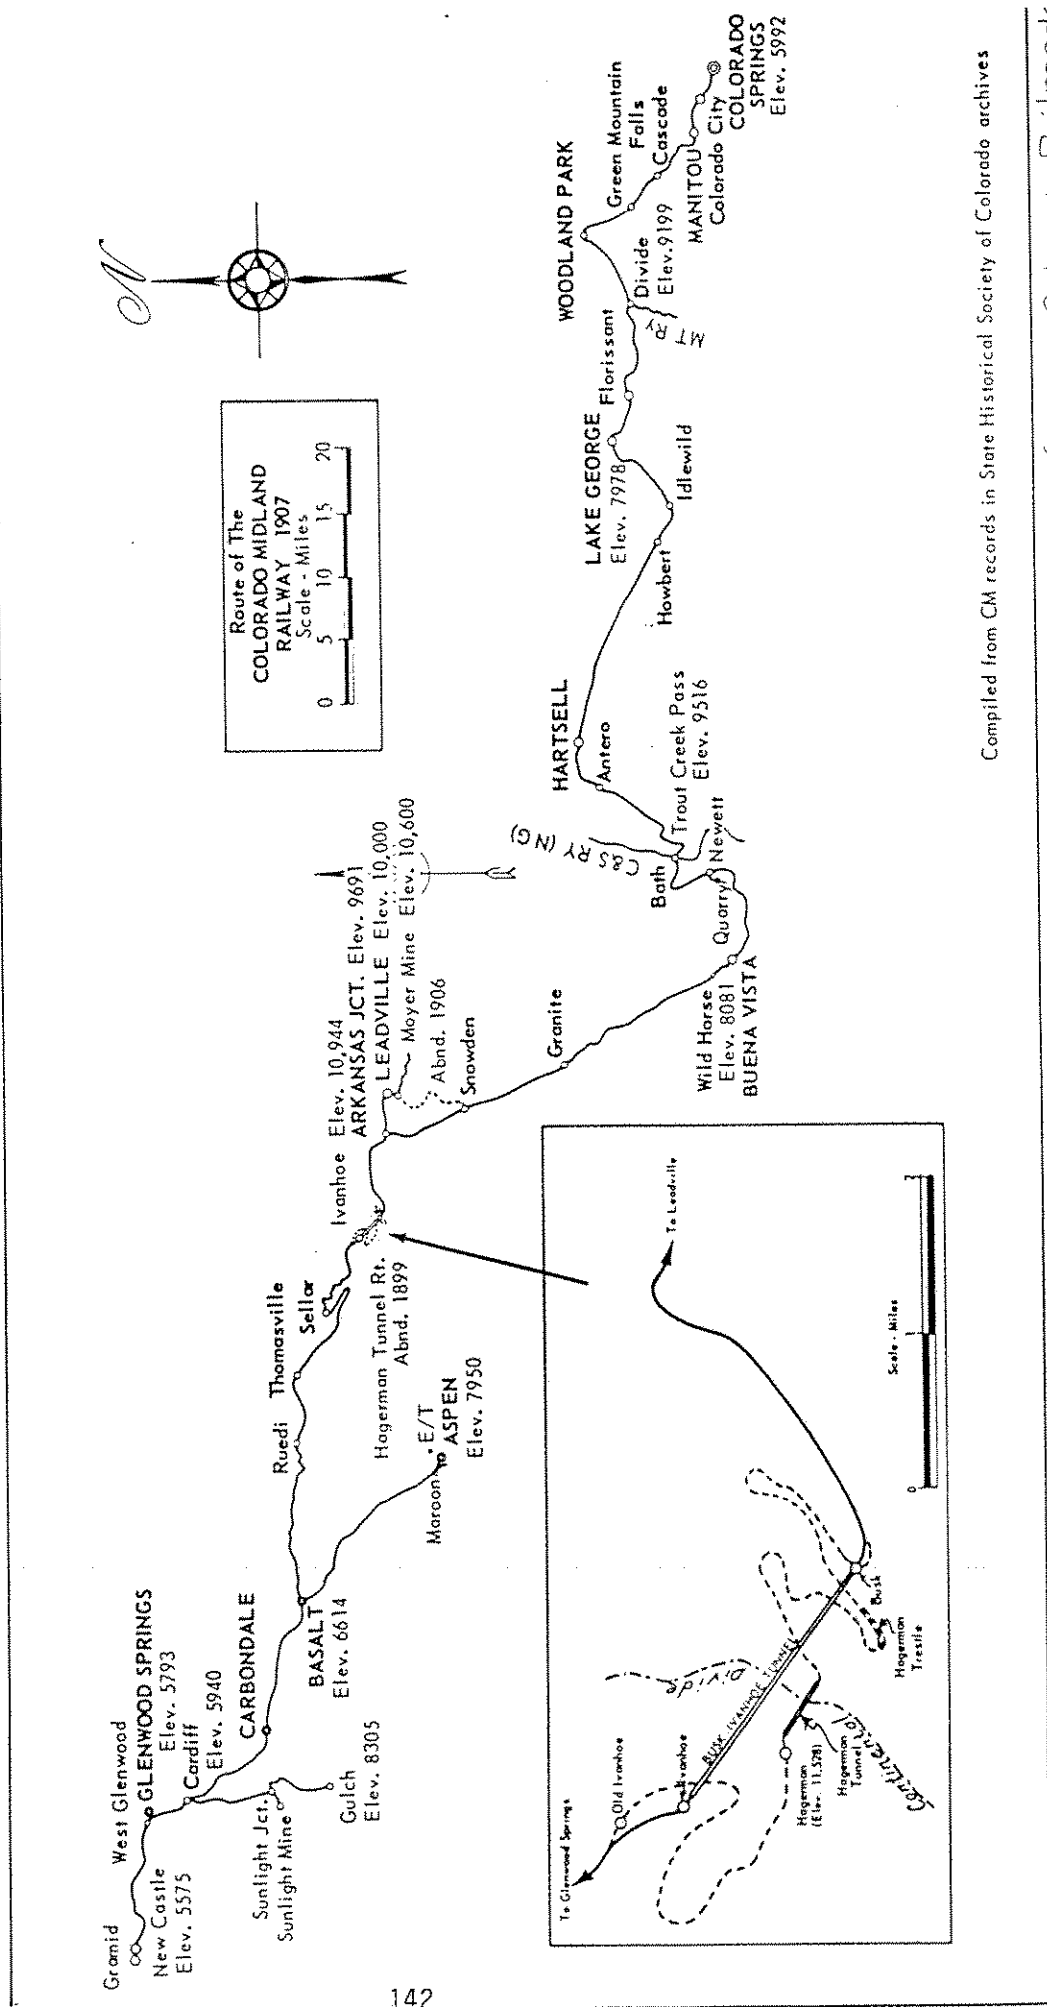 N
Route of The
COLORADO MIDLAND
RAILWAY 1907
Scale - Miles
0 5 10 15 20
Gramid
New Castle
Elev. 5575
West Glenwood
GLENWOOD SPRINGS
Elev. 5793
Cardiff
Elev. 5940
Sunlight Jct.
Sunlight Mine
Gulch
Elev. 8305
CARBONDALE
BASALT
Elev. 6614
Ruedi
Thomasville
Sellar
Maroon
E/T
ASPEN
Elev. 7950
Hagerman Tunnel Rt.
Abnd. 1899
Ivanhoe Elev. 10,944
ARKANSAS JCT. Elev. 9691
LEADVILLE Elev. 10,000
Moyer Mine Elev. 10,600
Abnd. 1906
Snowden
Granite
Wild Horse
Elev. 8081
BUENA VISTA
Quarry
Newett
Bath
C&S RY (NG)
Trout Creek Pass
Elev. 9516
Antero
HARTSELL
Howbert
Idlewild
LAKE GEORGE
Elev. 7978
Florissant
MT Ry
Divide
Elev. 9199
WOODLAND PARK
Green Mountain
Falls
Cascade
MANITOU
Colorado City
COLORADO
SPRINGS
Elev. 5992
To Glenwood Springs
Old Ivanhoe
Ivanhoe
BUSK IVANHOE TUNNEL
Continental Divide
Hagerman
(Elev. 11,528)
Hagerman
Tunnel
Hagerman
Trestle
Busk
To Leadville
Scale - Miles
0 1 2
Compiled from CM records in State Historical Society of Colorado archives
142